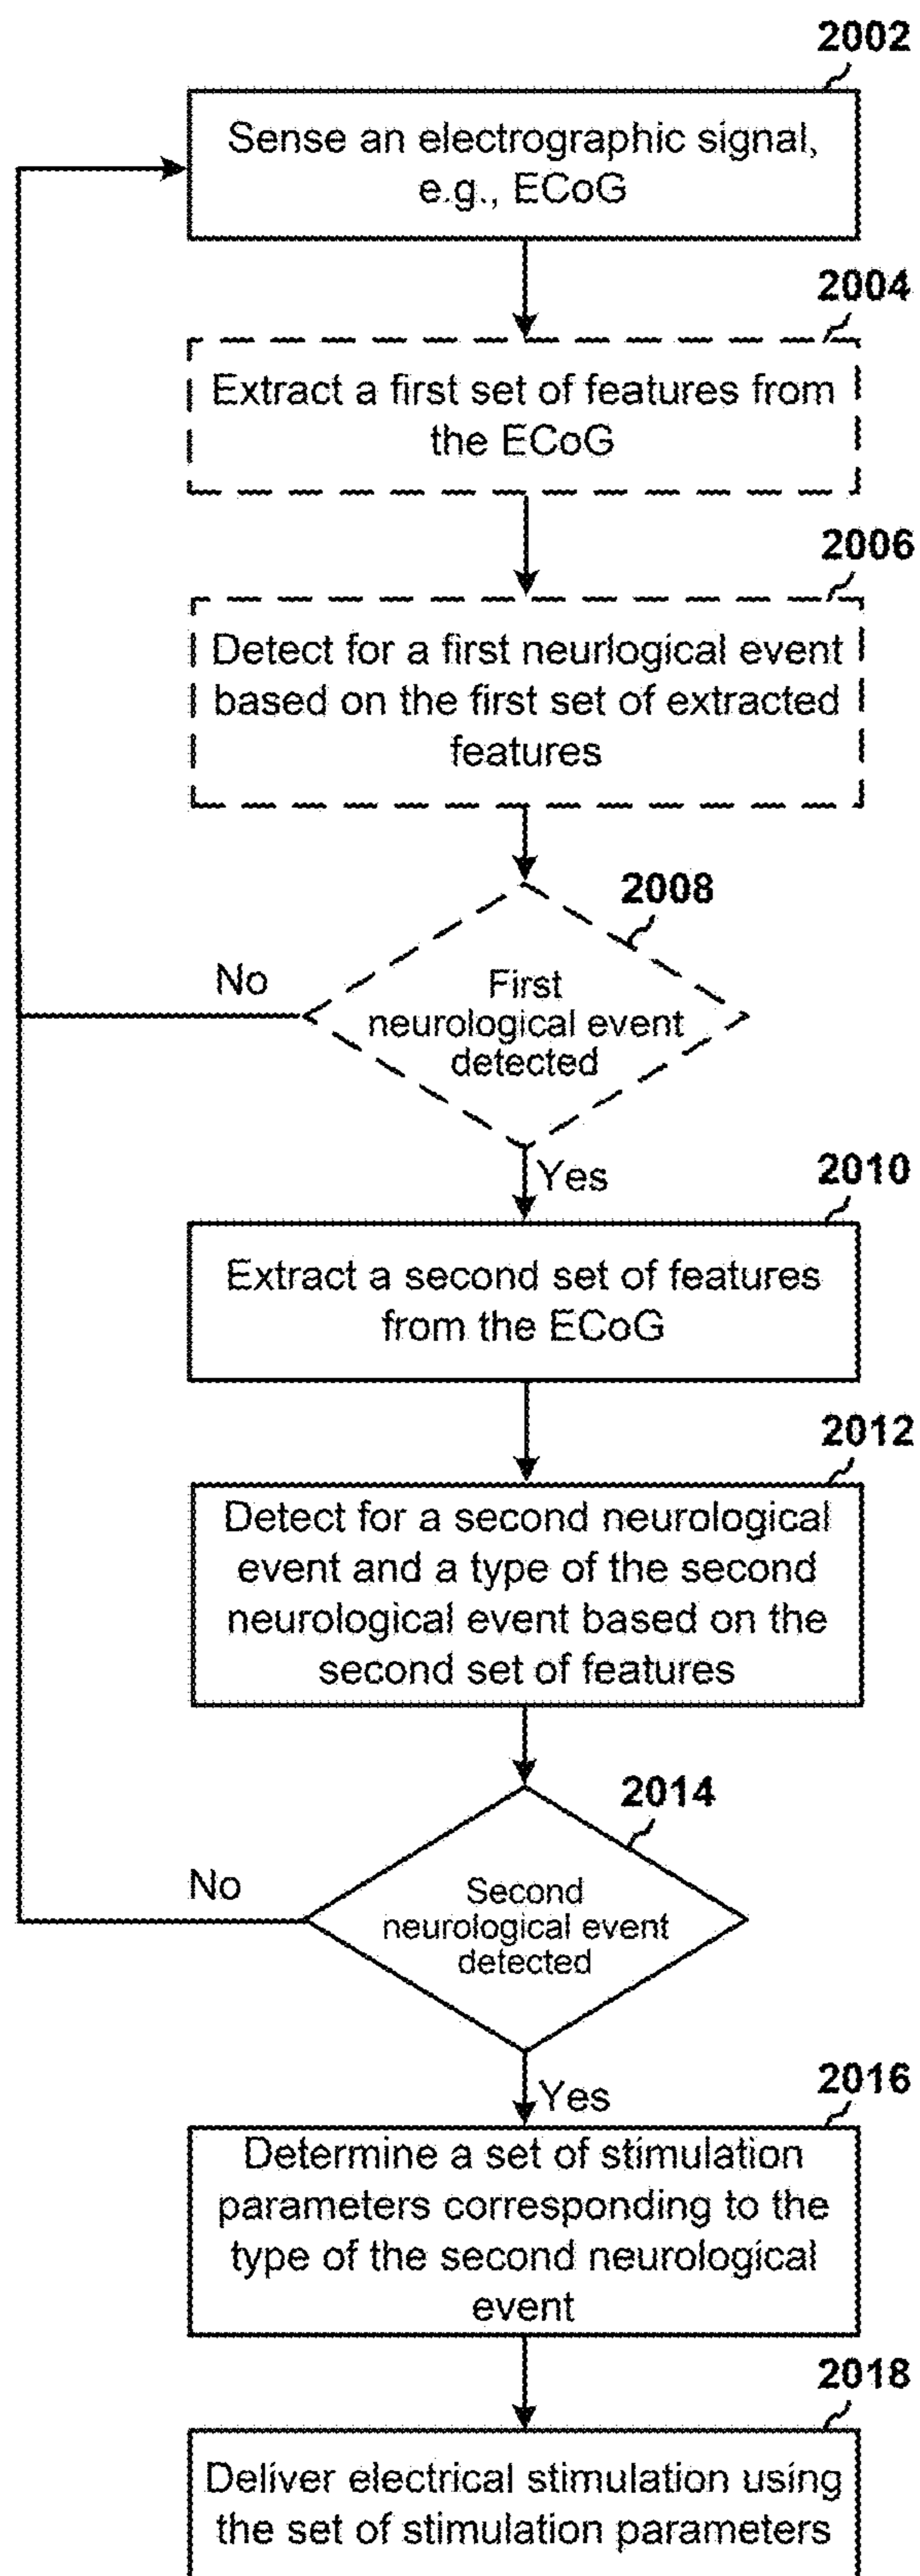 2002
Sense an electrographic signal,
e.g., ECoG
2004
Extract a first set of features from
the ECoG
2006
Detect for a first neurlogical event
based on the first set of extracted
features
2008
No
First
neurological event
detected
Yes
2010
Extract a second set of features
from the ECoG
2012
Detect for a second neurological
event and a type of the second
neurological event based on the
second set of features
2014
No
Second
neurological event
detected
Yes
2016
Determine a set of stimulation
parameters corresponding to the
type of the second neurological
event
2018
Deliver electrical stimulation using
the set of stimulation parameters